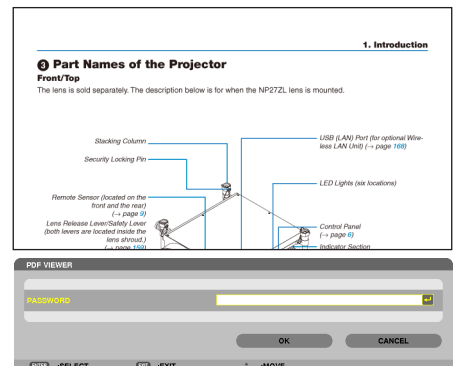 1. Introduction
❸ Part Names of the Projector
Front/Top
The lens is sold separately. The description below is for when the NP27ZL lens is mounted.
Stacking Column
Security Locking Pin
Remote Sensor (located on the
front and the rear)
(→ page 9)
Lens Release Lever/Safety Lever
(both levers are located inside the
lens shroud.)
(→ page 159)
USB (LAN) Port (for optional Wire-
less LAN Unit) (→ page 168)
LED Lights (six locations)
Control Panel
(→ page 6)
Indicator Section
PDF VIEWER
PASSWORD
OK
CANCEL
ENTER :SELECT
EXIT :EXIT
:MOVE